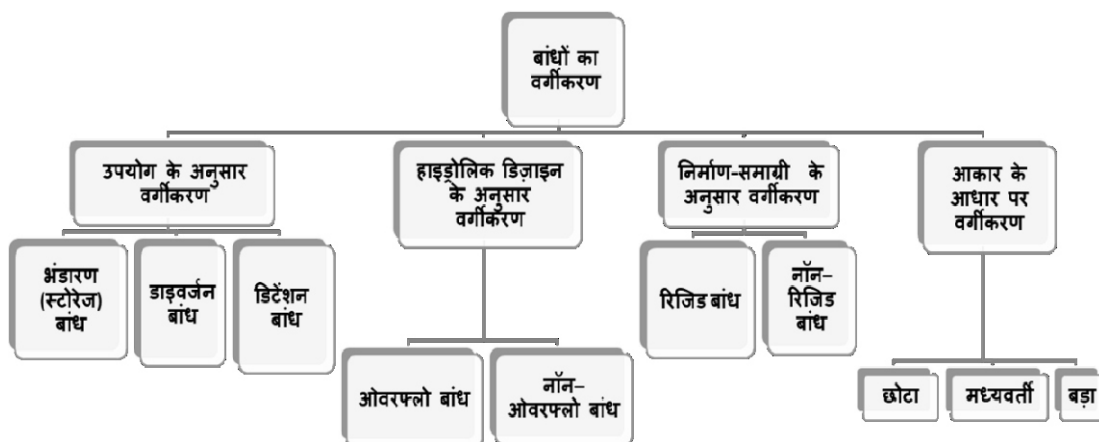 बांधों का
वर्गीकरण
उपयोग के अनुसार
वर्गीकरण
हाइड्रोलिक डिज़ाइन
के अनुसार
वर्गीकरण
निर्माण-समाग्री के
अनुसार वर्गीकरण
आकार के
आधार पर
वर्गीकरण
भंडारण
(स्टोरेज)
बांध
डाइवर्जन
बांध
डिटेंशन
बांध
रिजिड बांध
नॉन-
रिजिड
बांध
ओवरफ्लो बांध
नॉन-
ओवरफ्लो बांध
छोटा
मध्यवर्ती
बड़ा